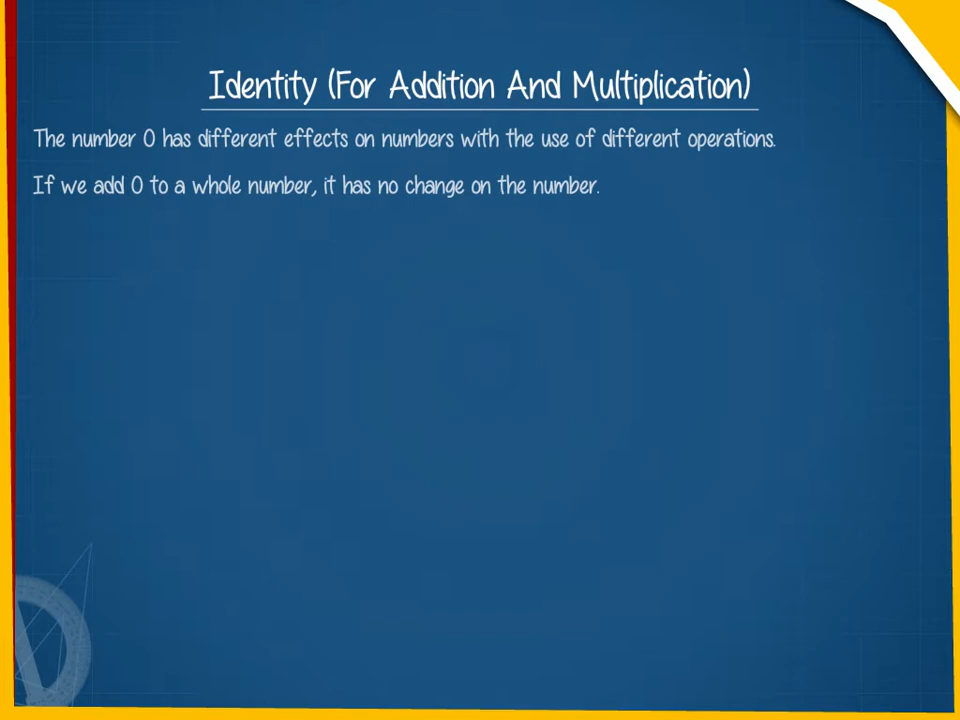 Identity (For Addition And Multiplication)
The number 0 has different effects on numbers with the use of different operations.
If we add 0 to a whole number, it has no change on the number.